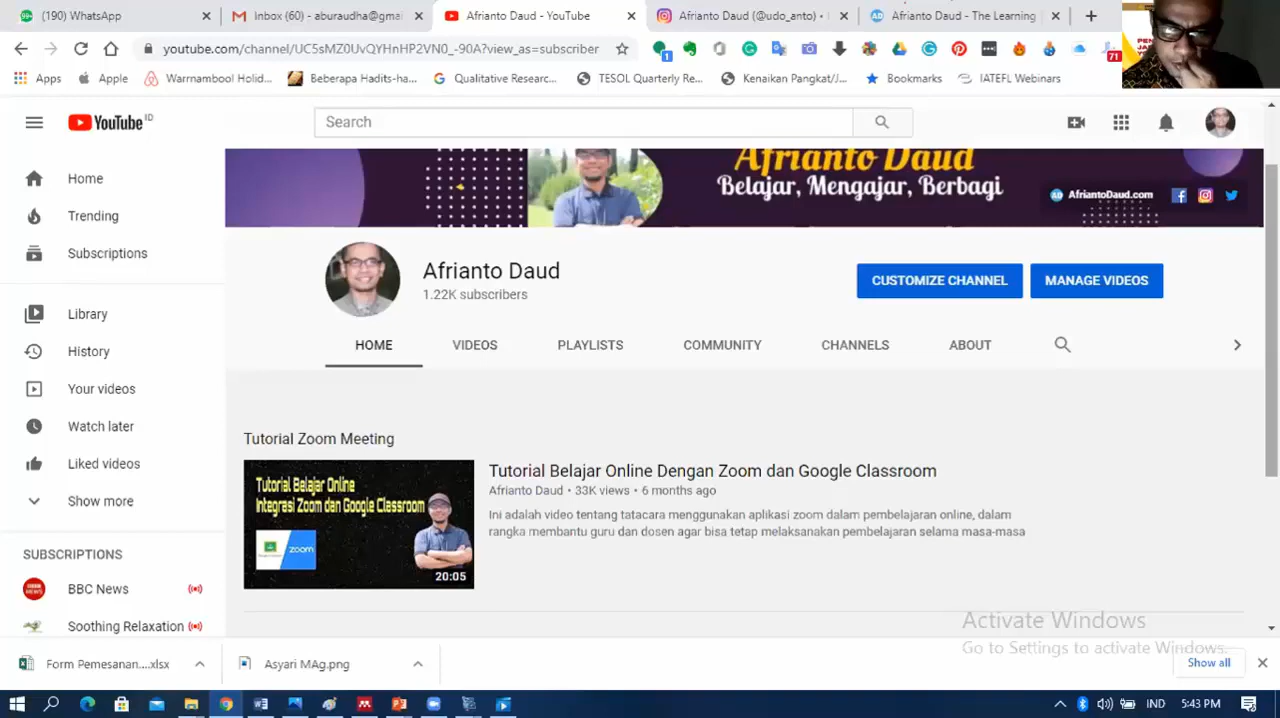 (190) WhatsApp
Inbox (60) - aburaudha@gmai
Afrianto Daud - YouTube
Afrianto Daud (@udo_anto) •
Afrianto Daud - The Learning
youtube.com/channel/UC5sMZ0UvQYHnHP2VN0_-90A?view_as=subscriber
1
71
Apps
Apple
Warrnambool Holid...
Beberapa Hadits-ha...
Qualitative Researc...
TESOL Quarterly Re...
Kenaikan Pangkat/J...
Bookmarks
IATEFL Webinars
YouTube ID
Search
Home
Trending
Subscriptions
Library
History
Your videos
Watch later
Liked videos
Show more
SUBSCRIPTIONS
BBC News
Soothing Relaxation
Afrianto Daud
Belajar, Mengajar, Berbagi
AD AfriantoDaud.com
Afrianto Daud
1.22K subscribers
CUSTOMIZE CHANNEL
MANAGE VIDEOS
HOME
VIDEOS
PLAYLISTS
COMMUNITY
CHANNELS
ABOUT
Tutorial Zoom Meeting
Tutorial Belajar Online
Integrasi Zoom dan Google Classroom
zoom
20:05
Tutorial Belajar Online Dengan Zoom dan Google Classroom
Afrianto Daud • 33K views • 6 months ago
Ini adalah video tentang tatacara menggunakan aplikasi zoom dalam pembelajaran online, dalam
rangka membantu guru dan dosen agar bisa tetap melaksanakan pembelajaran selama masa-masa
Activate Windows
Go to Settings to activate Windows.
Form Pemesanan....xlsx
Asyari MAg.png
Show all
IND
5:43 PM